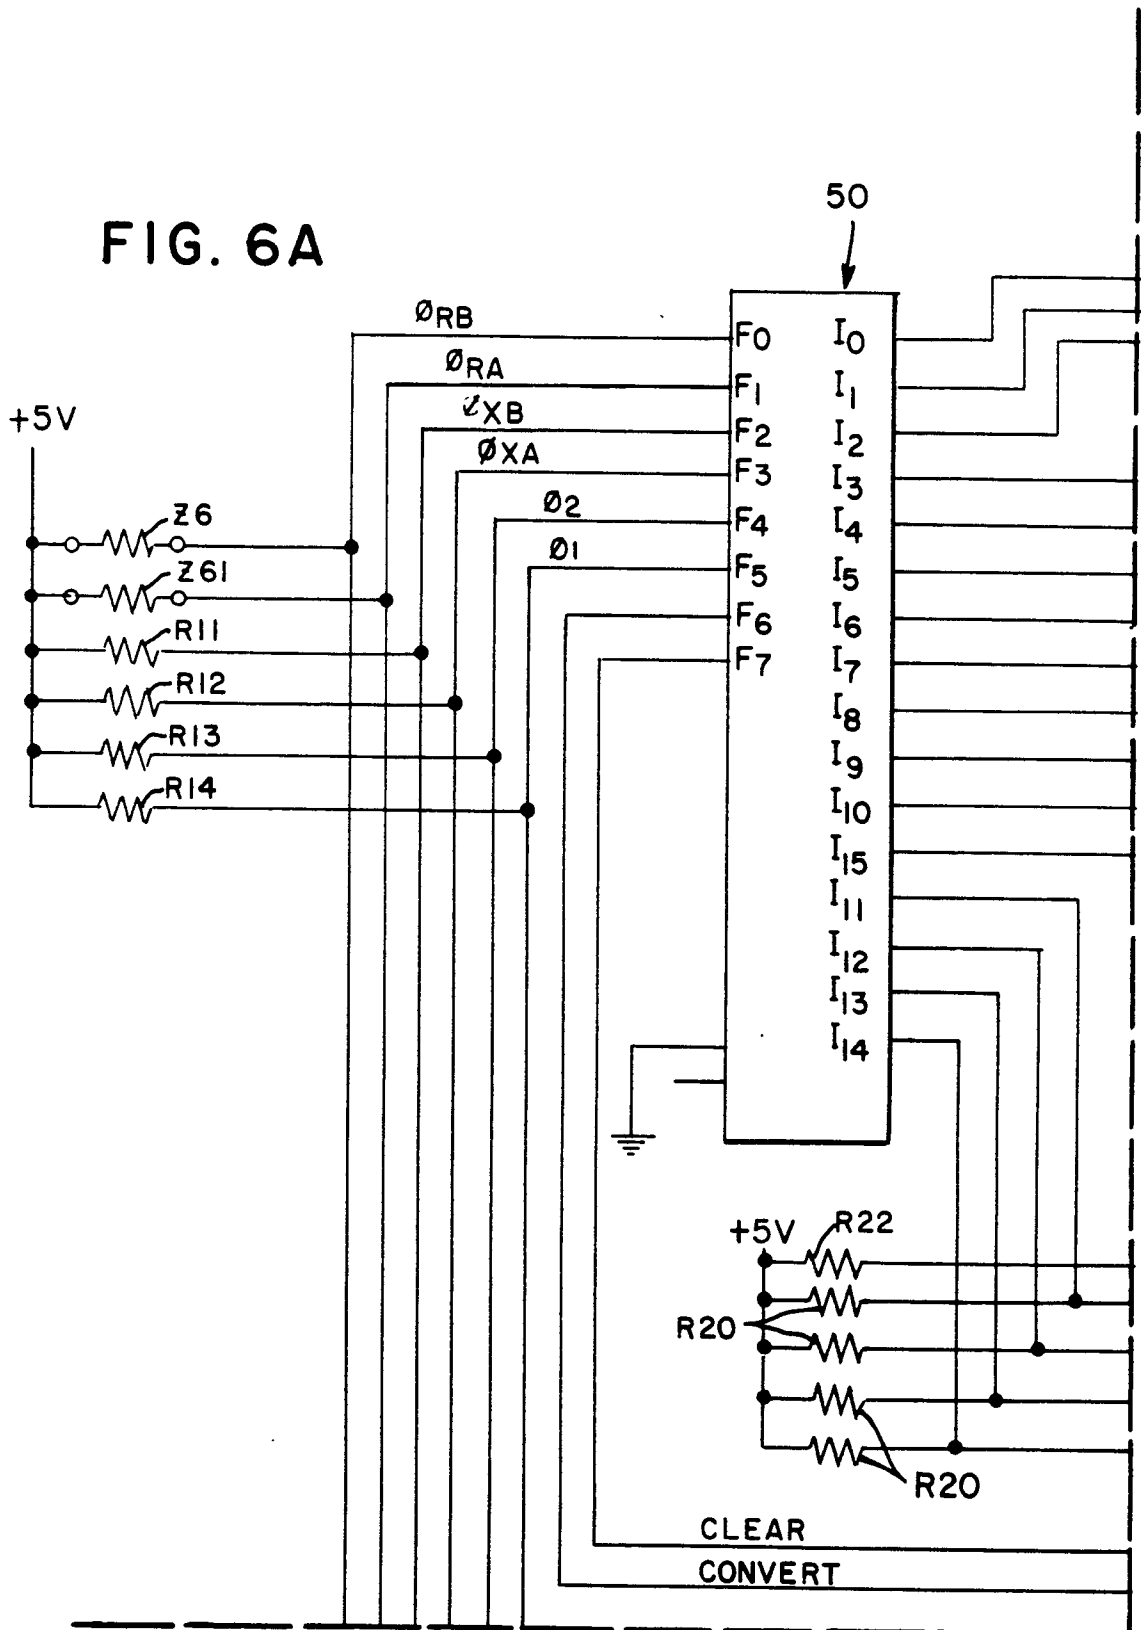 FIG. 6A
50
ØRB
F0
I0
ØRA
F1
I1
+5V
ØXB
F2
I2
ØXA
F3
I3
Z6
Ø2
F4
I4
Z61
Ø1
F5
I5
R11
F6
I6
R12
F7
I7
R13
I8
R14
I9
I10
I15
I11
I12
I13
I14
+5V
R22
R20
R20
CLEAR
CONVERT